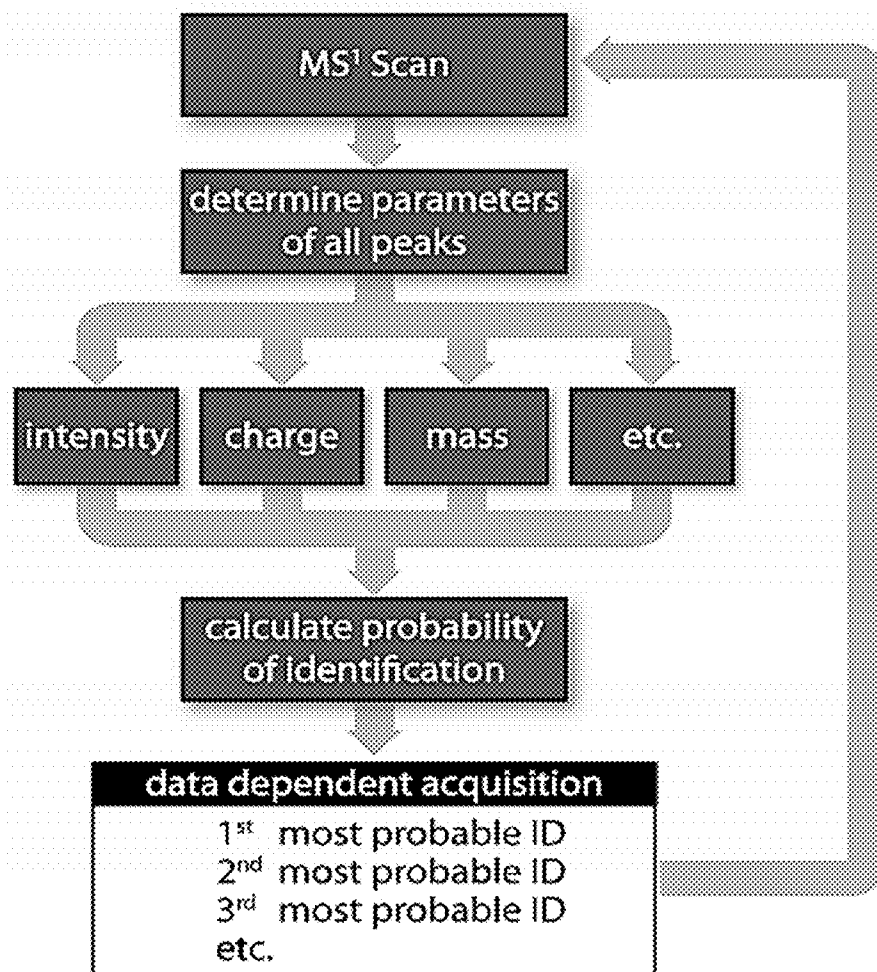 MS¹ Scan
determine parameters
of all peaks
intensity
charge
mass
etc.
calculate probability
of identification
data dependent acquisition
1st most probable ID
2nd most probable ID
3rd most probable ID
etc.